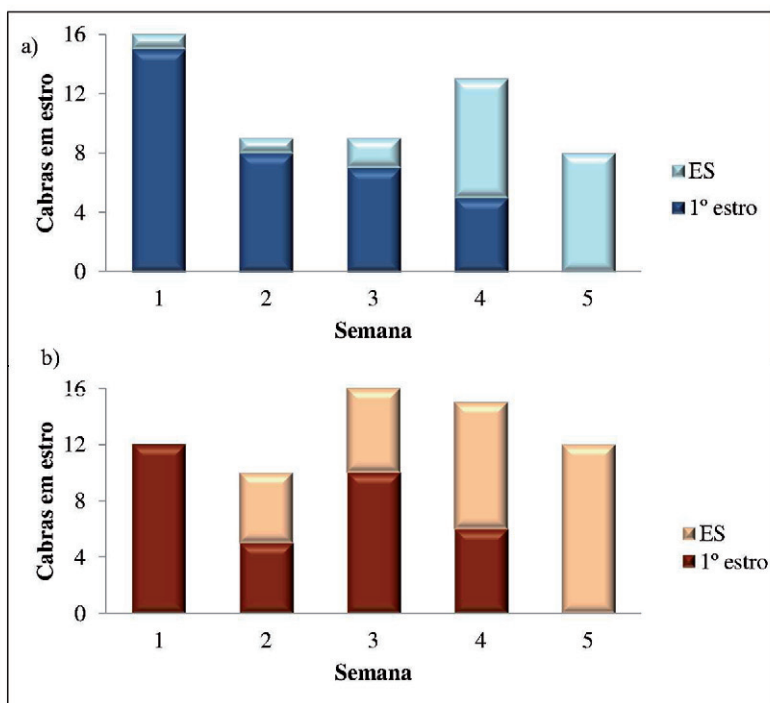 a)
Cabras em estro
16
12
8
4
0
1 2 3 4 5
Semana
ES
1º estro
b)
Cabras em estro
16
12
8
4
0
1 2 3 4 5
Semana
ES
1º estro